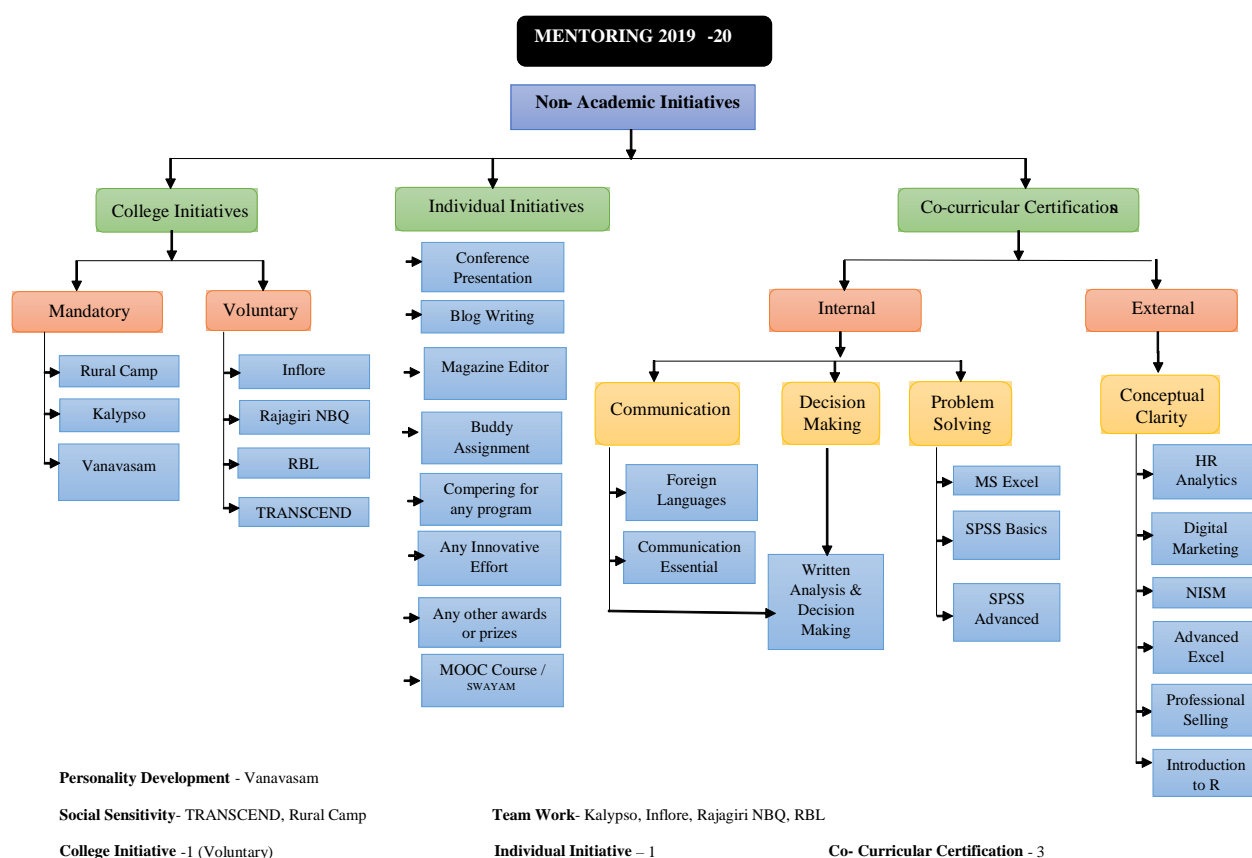 MENTORING 2019 -20
Non- Academic Initiatives
College Initiatives
Individual Initiatives
Co-curricular Certifications
Mandatory
Voluntary
Rural Camp
Kalypso
Vanavasam
Inflore
Rajagiri NBQ
RBL
TRANSCEND
Conference
Presentation
Blog Writing
Magazine Editor
Buddy
Assignment
Compering for
any program
Any Innovative
Effort
Any other awards
or prizes
MOOC Course /
SWAYAM
Internal
External
Communication
Decision
Making
Problem
Solving
Conceptual
Clarity
Foreign
Languages
Communication
Essential
Written
Analysis &
Decision
Making
MS Excel
SPSS Basics
SPSS
Advanced
HR
Analytics
Digital
Marketing
NISM
Advanced
Excel
Professional
Selling
Introduction
to R
Personality Development - Vanavasam
Social Sensitivity- TRANSCEND, Rural Camp
Team Work- Kalypso, Inflore, Rajagiri NBQ, RBL
College Initiative -1 (Voluntary)
Individual Initiative – 1
Co- Curricular Certification - 3